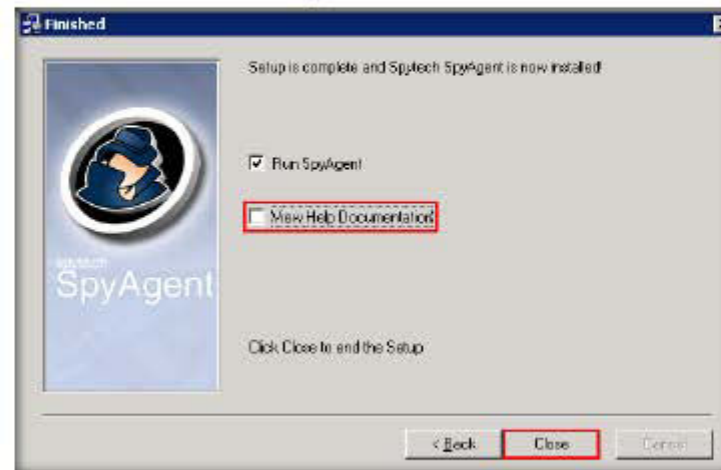 Finished
Setup is complete and Spytech SpyAgent is now installed!
Run SpyAgent
View Help Documentation
spytech
SpyAgent
Click Close to end the Setup
< Back
Close
Cancel